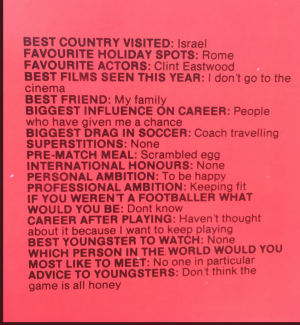 BEST COUNTRY VISITED: Israel
FAVOURITE HOLIDAY SPOTS: Rome
FAVOURITE ACTORS: Clint Eastwood
BEST FILMS SEEN THIS YEAR: I don't go to the
cinema
BEST FRIEND: My family
BIGGEST INFLUENCE ON CAREER: People
who have given me a chance
BIGGEST DRAG IN SOCCER: Coach travelling
SUPERSTITIONS: None
PRE-MATCH MEAL: Scrambled egg
INTERNATIONAL HONOURS: None
PERSONAL AMBITION: To be happy
PROFESSIONAL AMBITION: Keeping fit
IF YOU WEREN'T A FOOTBALLER WHAT
WOULD YOU BE: Dont know
CAREER AFTER PLAYING: Haven't thought
about it because I want to keep playing
BEST YOUNGSTER TO WATCH: None
WHICH PERSON IN THE WORLD WOULD YOU
MOST LIKE TO MEET: No one in particular
ADVICE TO YOUNGSTERS: Don't think the
game is all honey